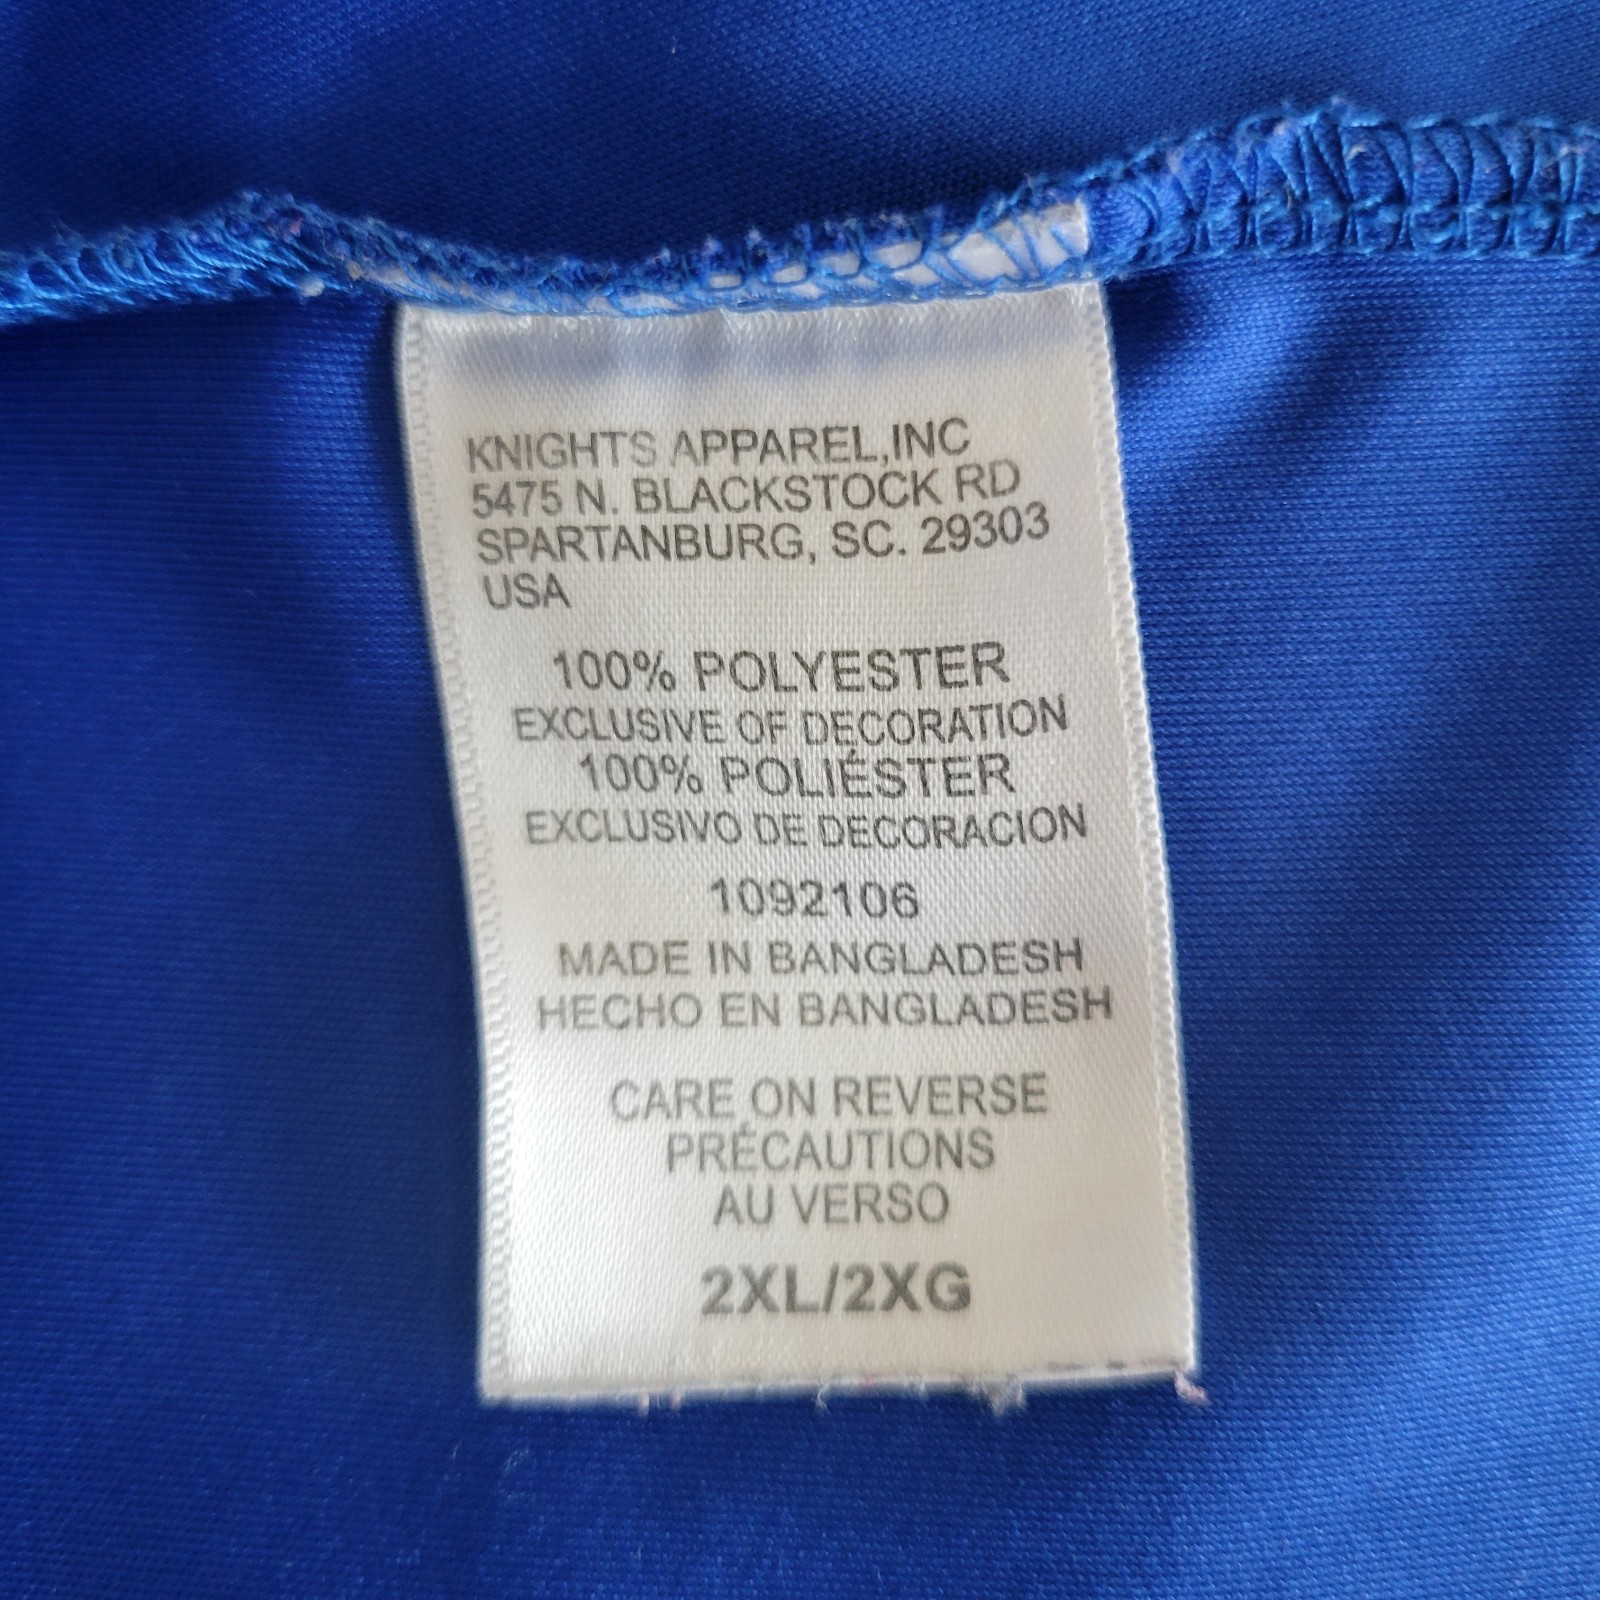 KNIGHTS APPAREL,INC
5475 N. BLACKSTOCK RD
SPARTANBURG, SC. 29303
USA
100% POLYESTER
EXCLUSIVE OF DECORATION
100% POLIÉSTER
EXCLUSIVO DE DECORACION
1092106
MADE IN BANGLADESH
HECHO EN BANGLADESH
CARE ON REVERSE
PRÉCAUTIONS
AU VERSO
2XL/2XG